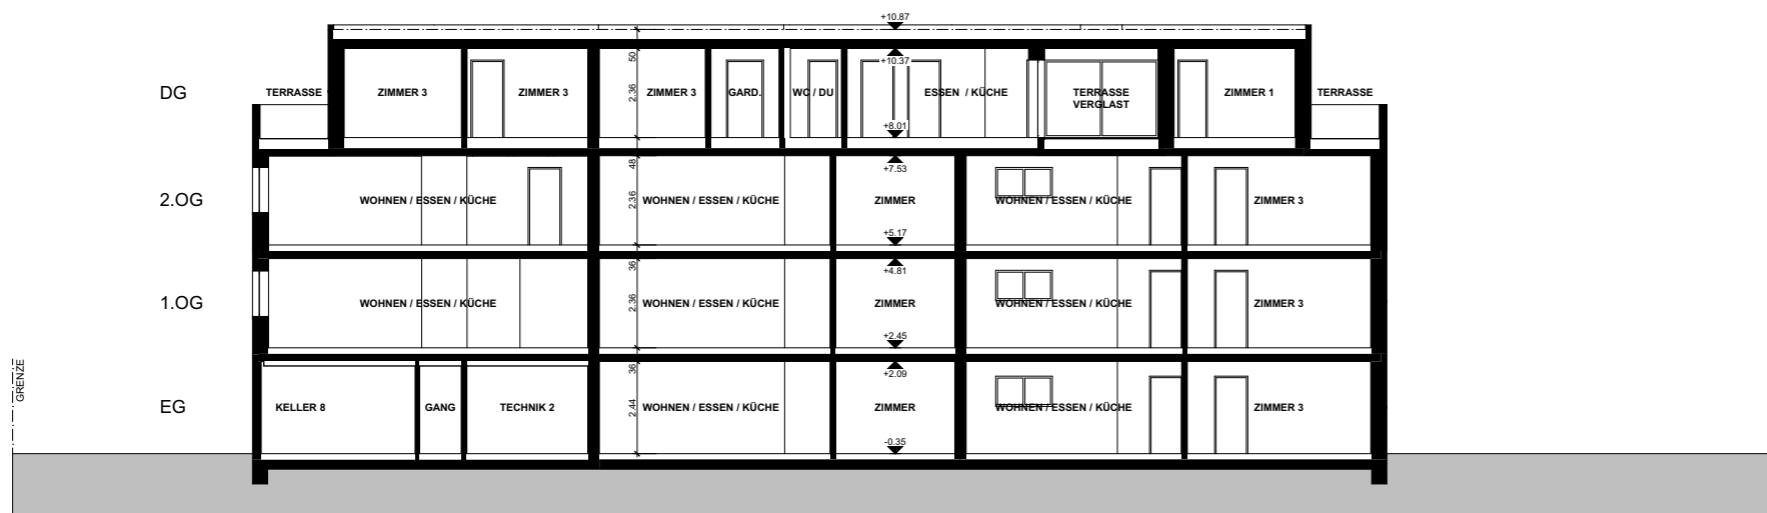 +10.87
50
+10.37
DG
TERRASSE
ZIMMER 3
ZIMMER 3
ZIMMER 3
GARD.
WC / DU
ESSEN / KÜCHE
TERRASSE
VERGLAST
ZIMMER 1
TERRASSE
2.36
+8.01
48
+7.53
2.OG
WOHNEN / ESSEN / KÜCHE
2.36
WOHNEN / ESSEN / KÜCHE
ZIMMER
WOHNEN / ESSEN / KÜCHE
ZIMMER 3
+5.17
36
+4.81
1.OG
WOHNEN / ESSEN / KÜCHE
2.36
WOHNEN / ESSEN / KÜCHE
ZIMMER
WOHNEN / ESSEN / KÜCHE
ZIMMER 3
+2.45
36
+2.09
GRENZE
EG
KELLER 8
GANG
TECHNIK 2
2.44
WOHNEN / ESSEN / KÜCHE
ZIMMER
WOHNEN / ESSEN / KÜCHE
ZIMMER 3
-0.35